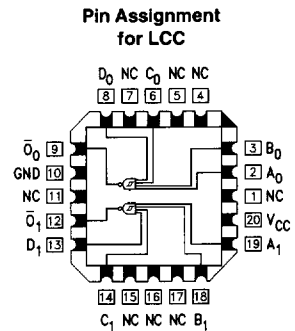 Pin Assignment
for LCC
D0 NC C0 NC NC
8 7 6 5 4
O̅0 9
GND 10
NC 11
O̅1 12
D1 13
3 B0
2 A0
1 NC
20 VCC
19 A1
14 15 16 17 18
C1 NC NC NC B1